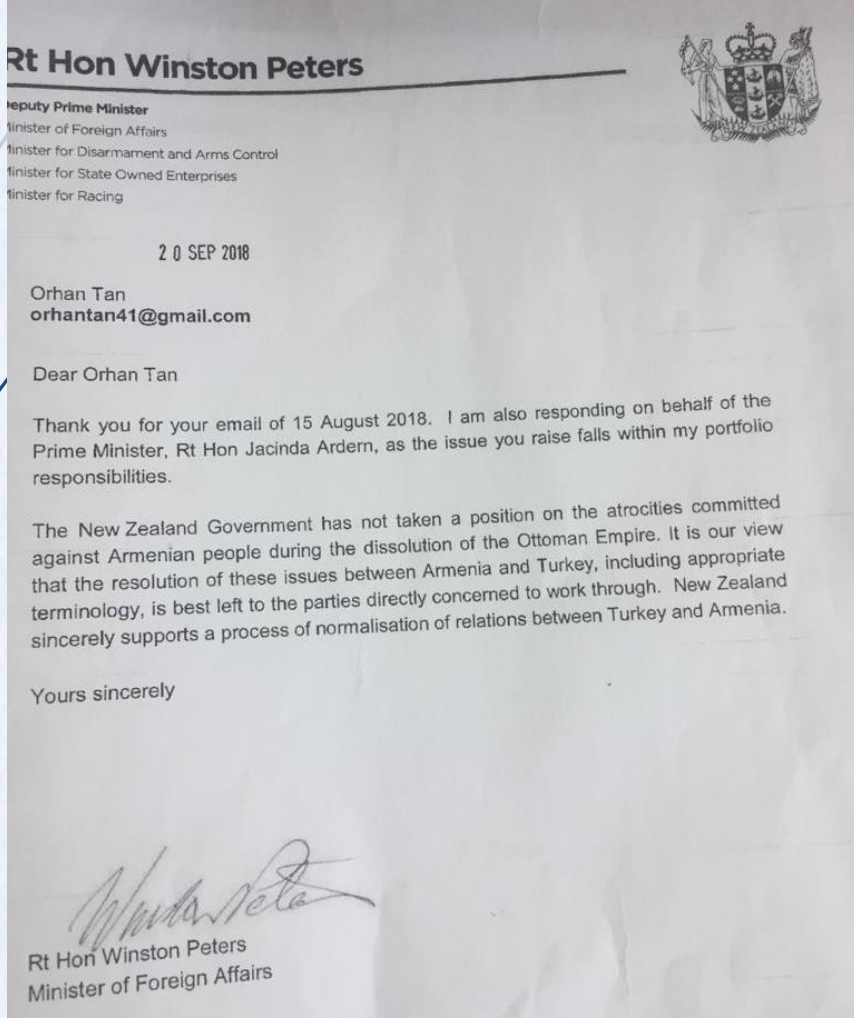 Rt Hon Winston Peters
eputy Prime Minister
inister of Foreign Affairs
inister for Disarmament and Arms Control
inister for State Owned Enterprises
inister for Racing
NEW ZEALAND
2 0 SEP 2018
Orhan Tan
orhantan41@gmail.com
Dear Orhan Tan
Thank you for your email of 15 August 2018. I am also responding on behalf of the
Prime Minister, Rt Hon Jacinda Ardern, as the issue you raise falls within my portfolio
responsibilities.
The New Zealand Government has not taken a position on the atrocities committed
against Armenian people during the dissolution of the Ottoman Empire. It is our view
that the resolution of these issues between Armenia and Turkey, including appropriate
terminology, is best left to the parties directly concerned to work through. New Zealand
sincerely supports a process of normalisation of relations between Turkey and Armenia.
Yours sincerely
Winston Peters
Rt Hon Winston Peters
Minister of Foreign Affairs